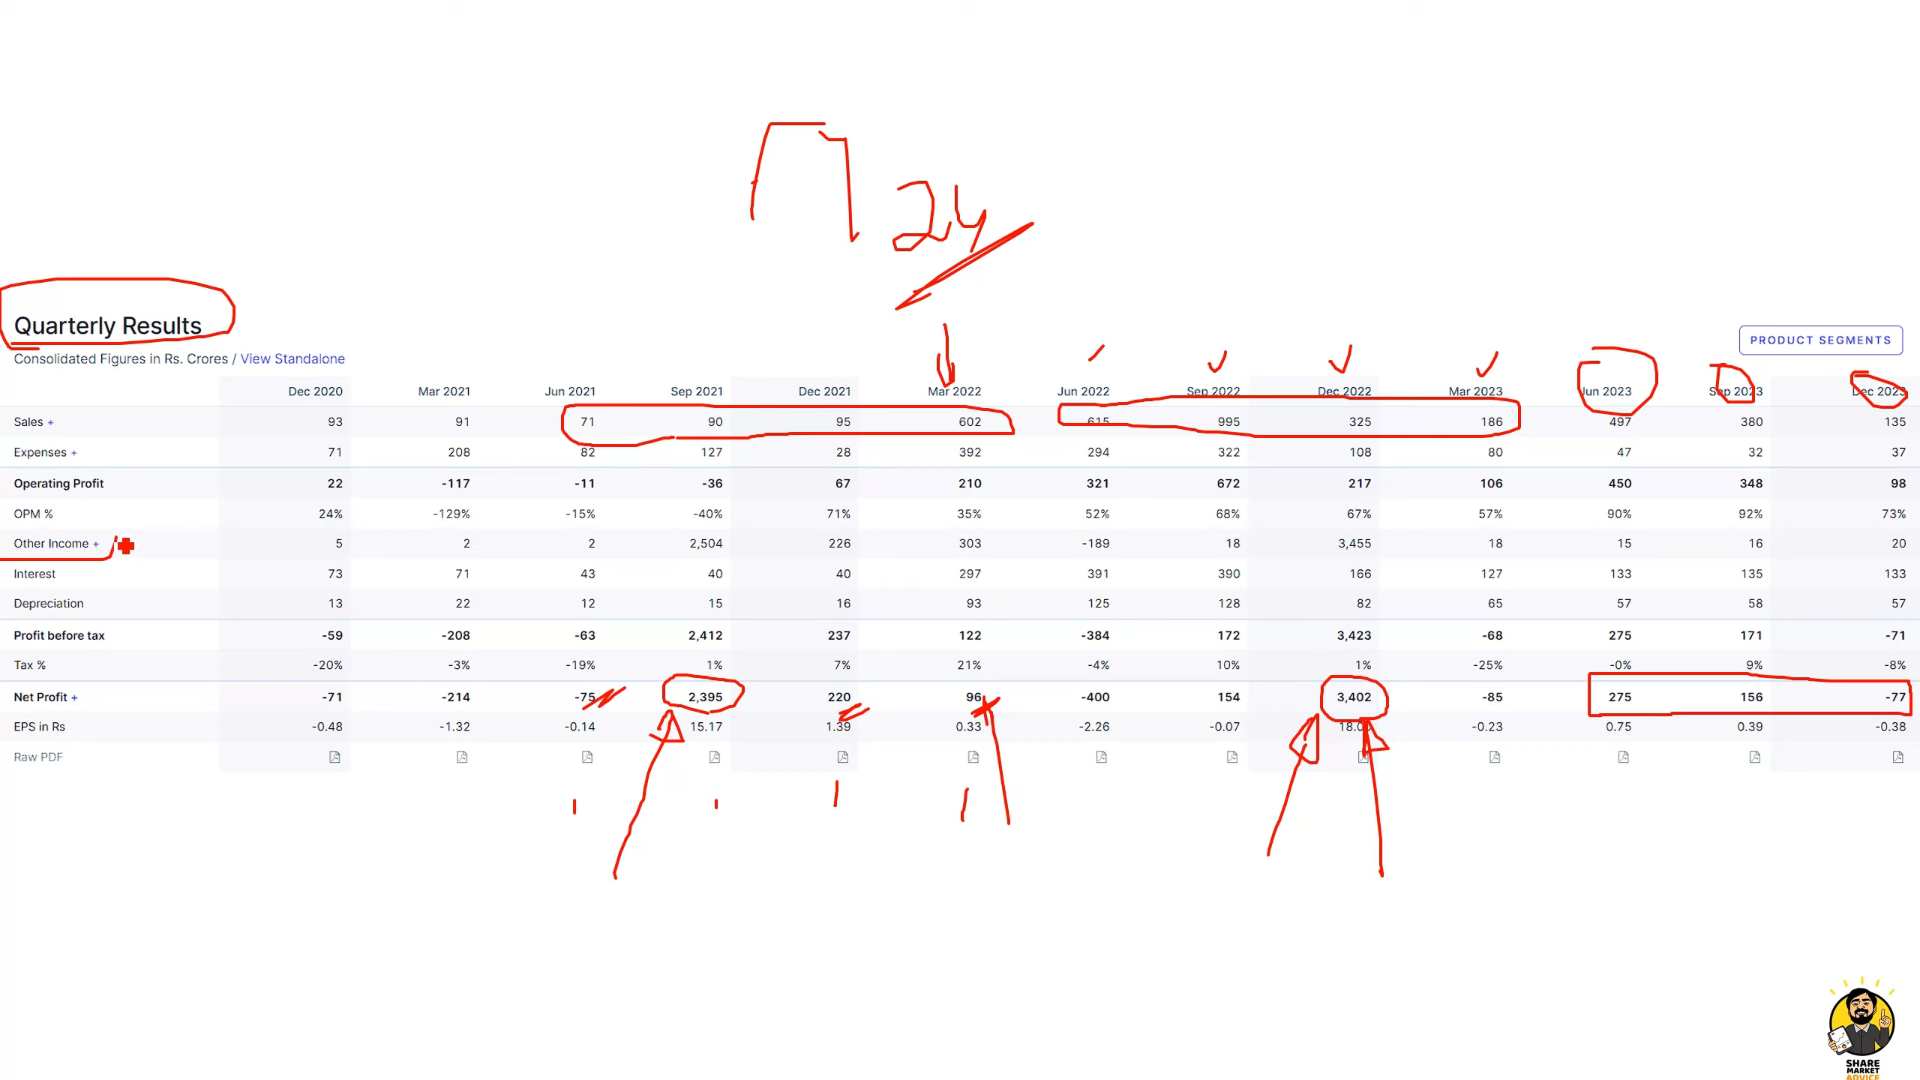 24
Quarterly Results
PRODUCT SEGMENTS
Consolidated Figures in Rs. Crores / View Standalone
Dec 2020 Mar 2021 Jun 2021 Sep 2021 Dec 2021 Mar 2022 Jun 2022 Sep 2022 Dec 2022 Mar 2023 Jun 2023 Sep 2023 Dec 2023
Sales + 93 91 71 90 95 602 615 995 325 186 497 380 135
Expenses + 71 208 82 127 28 392 294 322 108 80 47 32 37
Operating Profit 22 -117 -11 -36 67 210 321 672 217 106 450 348 98
OPM % 24% -129% -15% -40% 71% 35% 52% 68% 67% 57% 90% 92% 73%
Other Income + 5 2 2 2,504 226 303 -189 18 3,455 18 15 16 20
Interest 73 71 43 40 40 297 391 390 166 127 133 135 133
Depreciation 13 22 12 15 16 93 125 128 82 65 57 58 57
Profit before tax -59 -208 -63 2,412 237 122 -384 172 3,423 -68 275 171 -71
Tax % -20% -3% -19% 1% 7% 21% -4% 10% 1% -25% -0% 9% -8%
Net Profit + -71 -214 -75 2,395 220 96 -400 154 3,402 -85 275 156 -77
EPS in Rs -0.48 -1.32 -0.14 15.17 1.39 0.33 -2.26 -0.07 -0.23 0.75 0.39 -0.38
Raw PDF
SHARE
MARKET
ADVICE